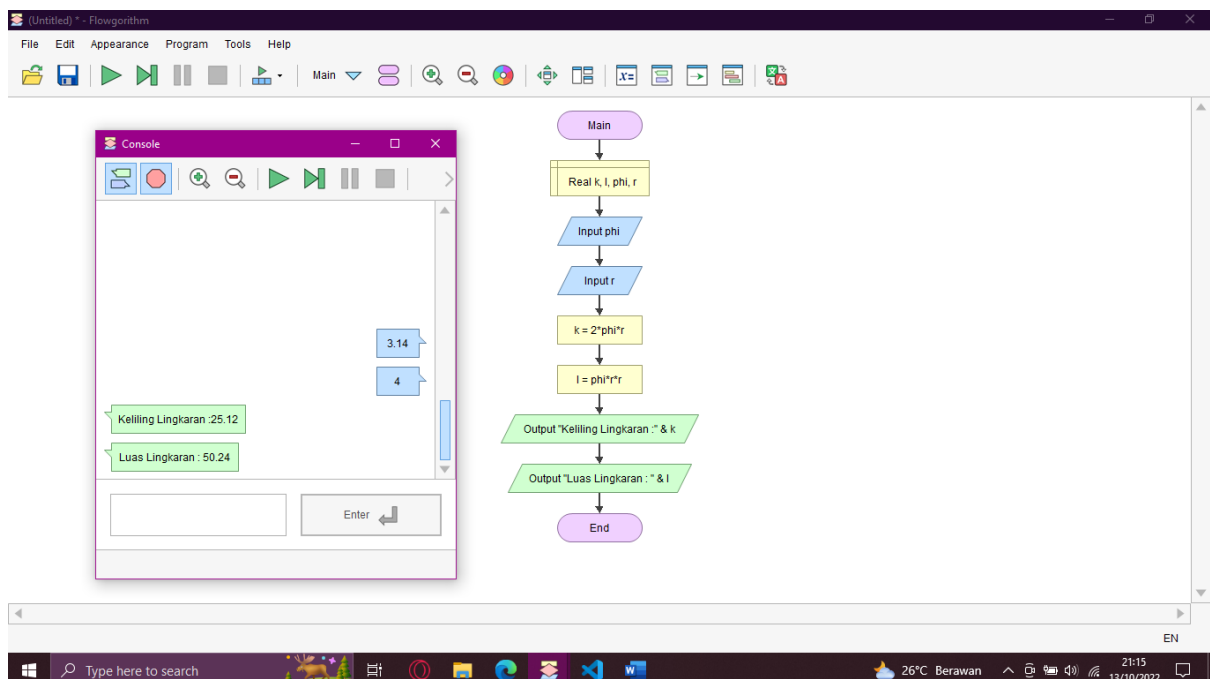 (Untitled) * - Flowgorithm
File Edit Appearance Program Tools Help
Main
Console
3.14
4
Keliling Lingkaran :25.12
Luas Lingkaran : 50.24
Enter
Main
Real k, l, phi, r
Input phi
Input r
k = 2*phi*r
l = phi*r*r
Output "Keliling Lingkaran :" & k
Output "Luas Lingkaran : " & l
End
EN
Type here to search
26°C Berawan
21:15
13/10/2022